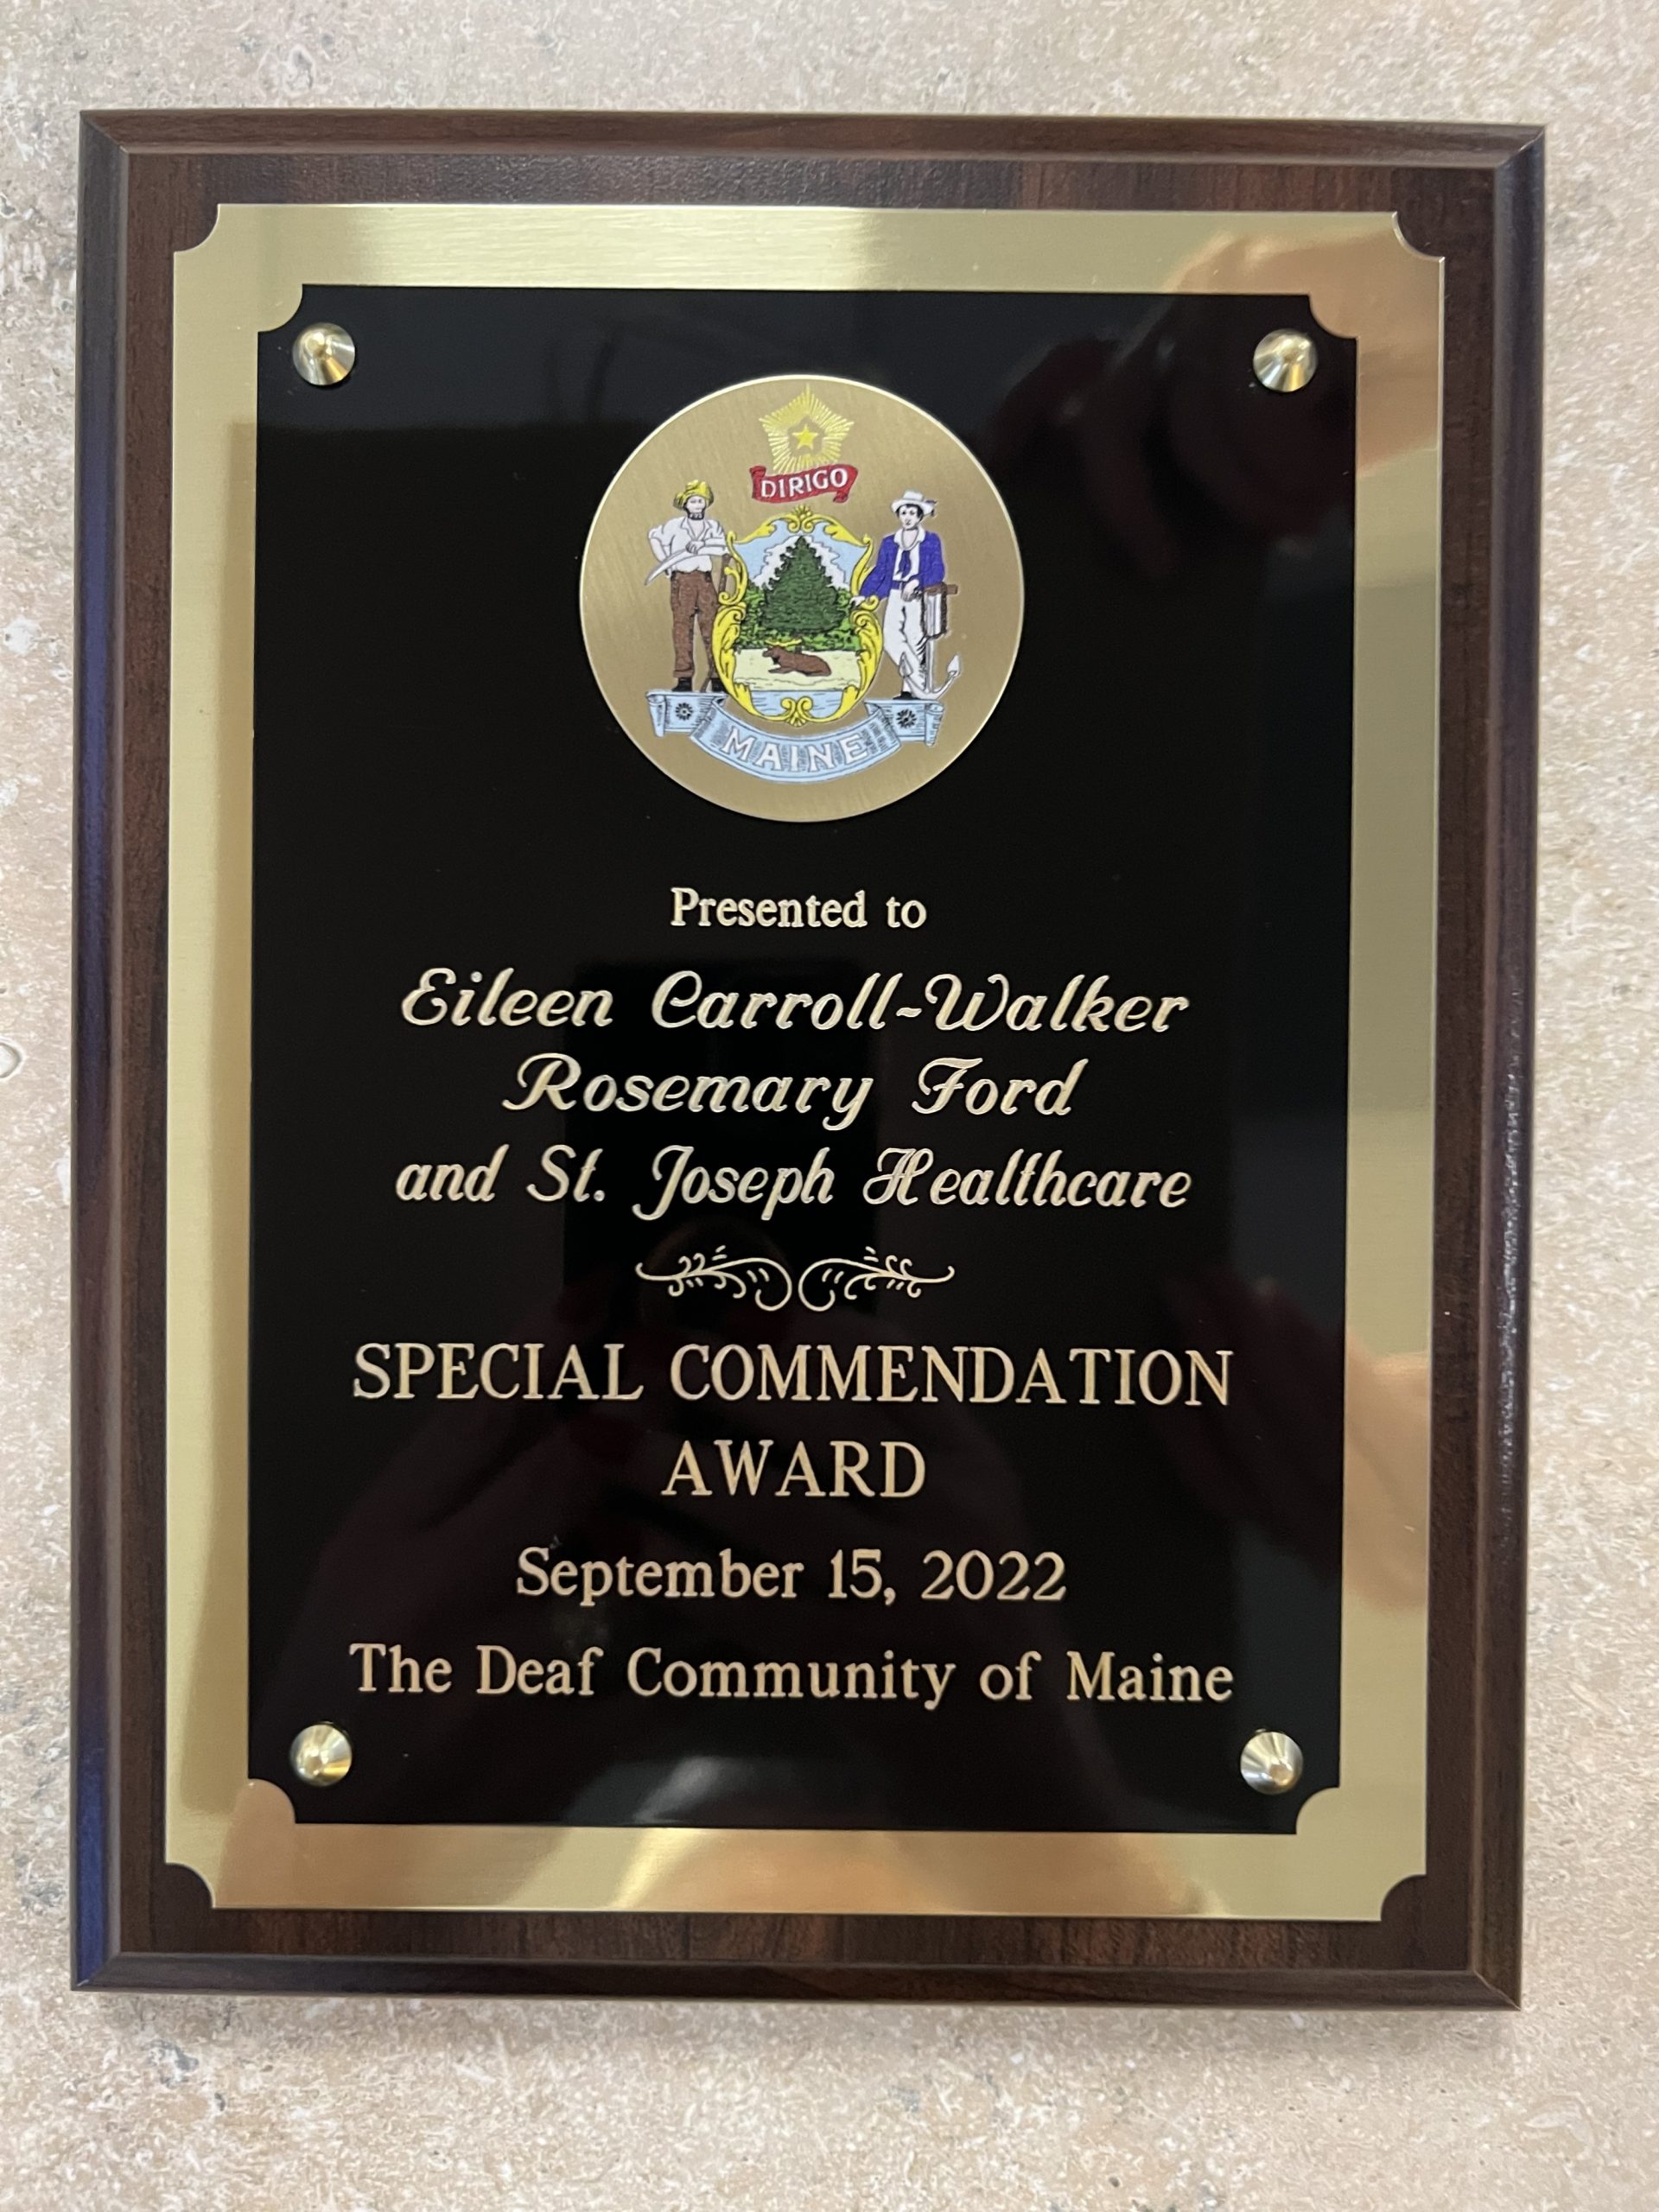 DIRIGO
MAINE
Presented to
Eileen Carroll-Walker
Rosemary Ford
and St. Joseph Healthcare
SPECIAL COMMENDATION
AWARD
September 15, 2022
The Deaf Community of Maine